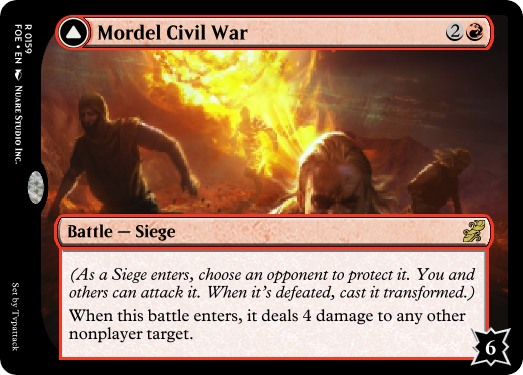 Mordel Civil War
2
Battle — Siege
(As a Siege enters, choose an opponent to protect it. You and
others can attack it. When it's defeated, cast it transformed.)
When this battle enters, it deals 4 damage to any other
nonplayer target.
6
R 0159
FOE • EN Nuare Studio Inc.
Set by Typattack